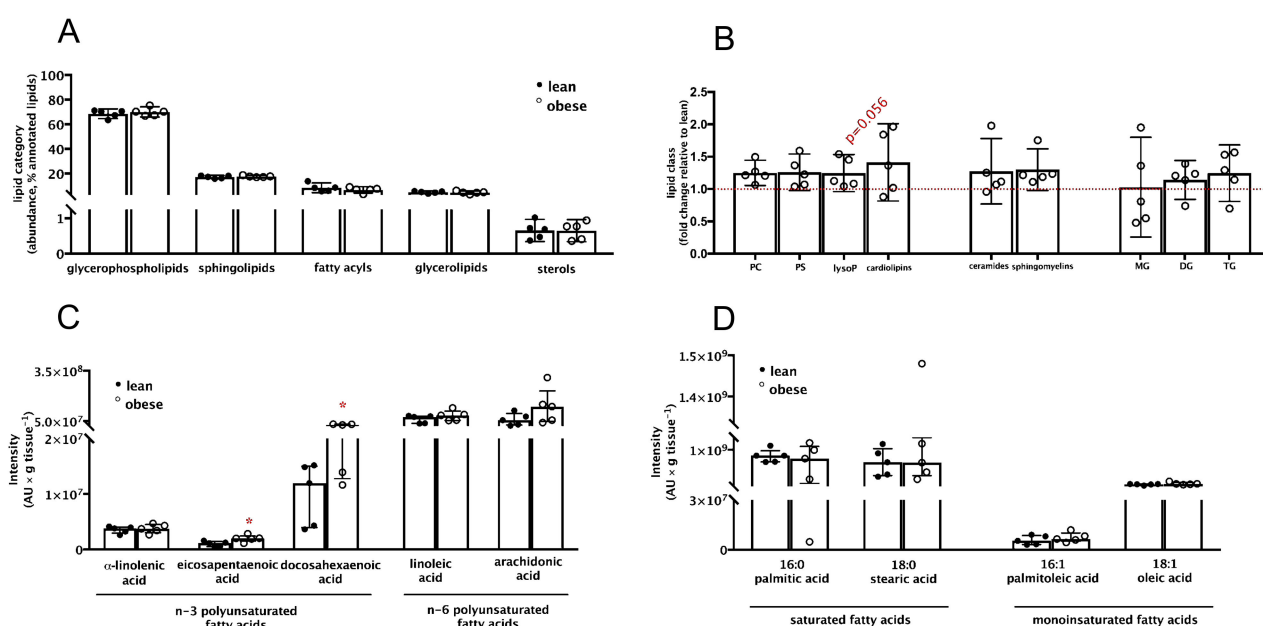 A
lipid category
(abundance, % annotated lipids)
100
80
60
40
20
1
0
lean
obese
glycerophospholipids sphingolipids fatty acyls glycerolipids sterols
B
lipid class
(fold change relative to lean)
2.5
2.0
1.5
1.0
0.5
0.0
p=0.056
PC PS lysoP cardiolipins ceramides sphingomyelins MG DG TG
C
Intensity
(AU × g tissue⁻¹)
3.5×10⁸
5.0×10⁷
2×10⁷
1×10⁷
0
lean
obese
*
*
α-linolenic acid
eicosapentaenoic acid
docosahexaenoic acid
linoleic acid
arachidonic acid
n-3 polyunsaturated
fatty acids
n-6 polyunsaturated
fatty acids
D
Intensity
(AU × g tissue⁻¹)
1.5×10⁹
1.4×10⁹
1×10⁹
3×10⁷
0
lean
obese
16:0
palmitic acid
18:0
stearic acid
16:1
palmitoleic acid
18:1
oleic acid
saturated fatty acids
monoinsaturated fatty acids